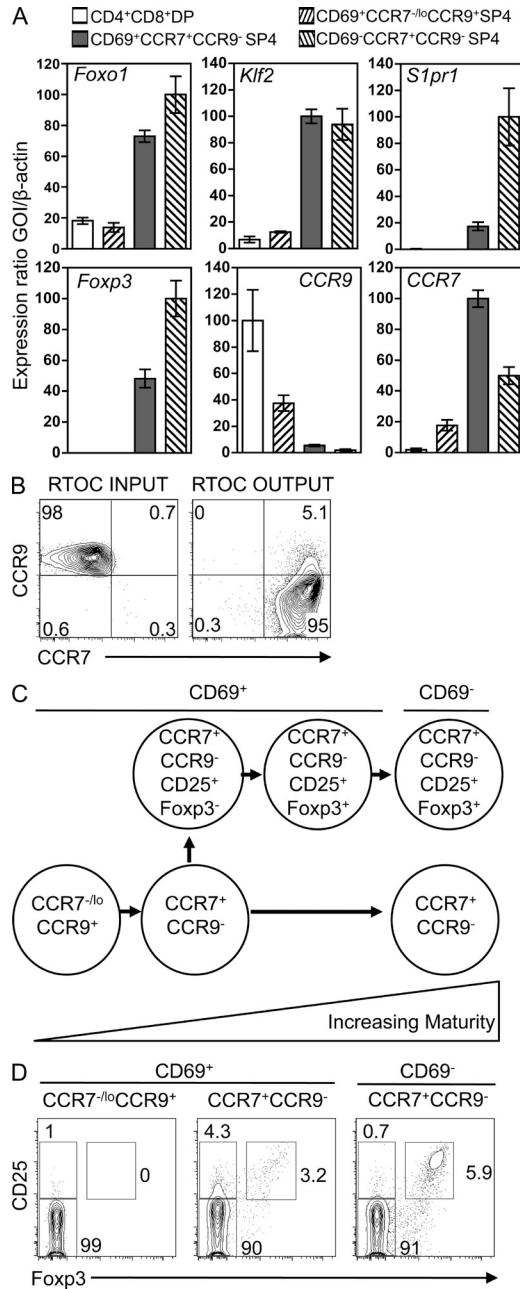 A
CD4+CD8+DP
CD69+CCR7-/loCCR9+SP4
CD69+CCR7+CCR9- SP4
CD69-CCR7+CCR9- SP4
Expression ratio GOI/β-actin
Foxo1
120
100
80
60
40
20
0
Klf2
140
120
100
80
60
40
20
0
S1pr1
140
120
100
80
60
40
20
0
Foxp3
120
100
80
60
40
20
0
CCR9
140
120
100
80
60
40
20
0
CCR7
120
100
80
60
40
20
0
B
RTOC INPUT
RTOC OUTPUT
98
0.7
0
5.1
CCR9
0.6
0.3
0.3
95
CCR7
C
CD69+
CD69-
CCR7+
CCR9-
CD25+
Foxp3-
CCR7+
CCR9-
CD25+
Foxp3+
CCR7+
CCR9-
CD25+
Foxp3+
CCR7-/lo
CCR9+
CCR7+
CCR9-
CCR7+
CCR9-
Increasing Maturity
D
CD69+
CD69-
CCR7-/loCCR9+
CCR7+CCR9-
CCR7+CCR9-
CD25
1
0
99
4.3
3.2
90
0.7
5.9
91
Foxp3